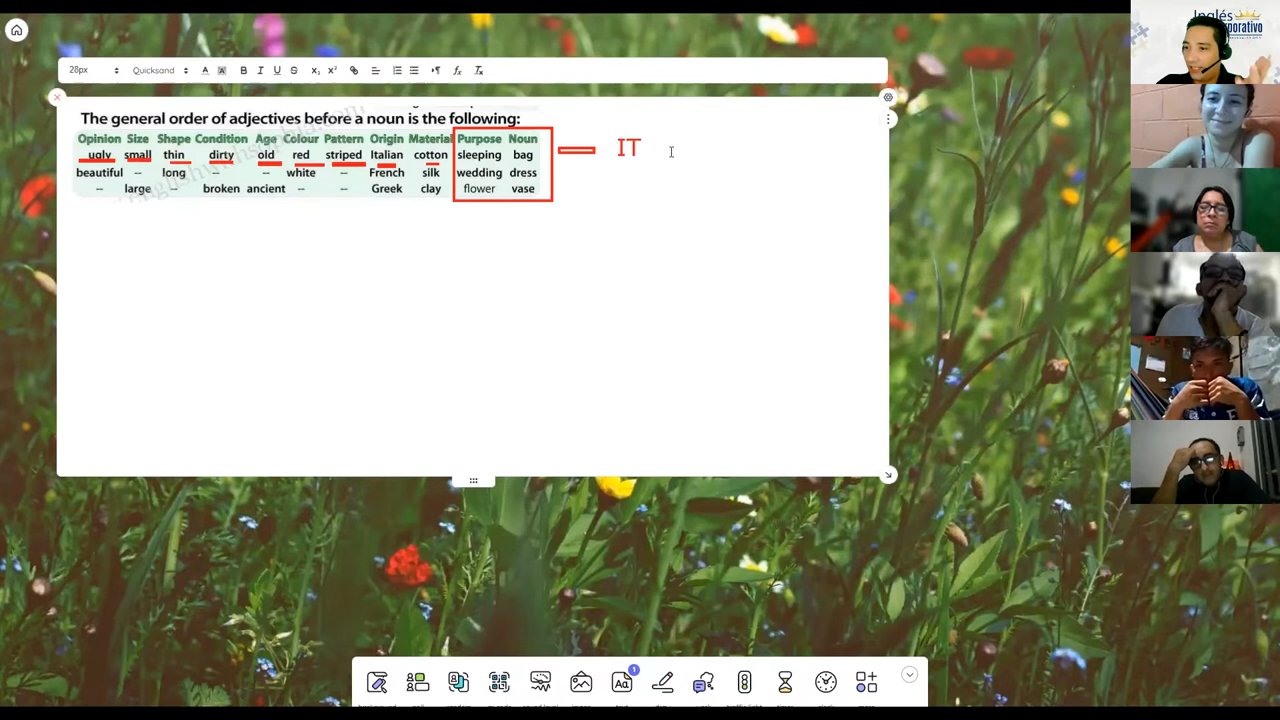 Inglés
28px Quicksand
The general order of adjectives before a noun is the following:
Opinion Size Shape Condition Age Colour Pattern Origin Material Purpose Noun
ugly small thin dirty old red striped Italian cotton sleeping bag
beautiful -- long -- -- white -- French silk wedding dress
-- large -- broken ancient -- -- Greek clay flower vase
IT
1